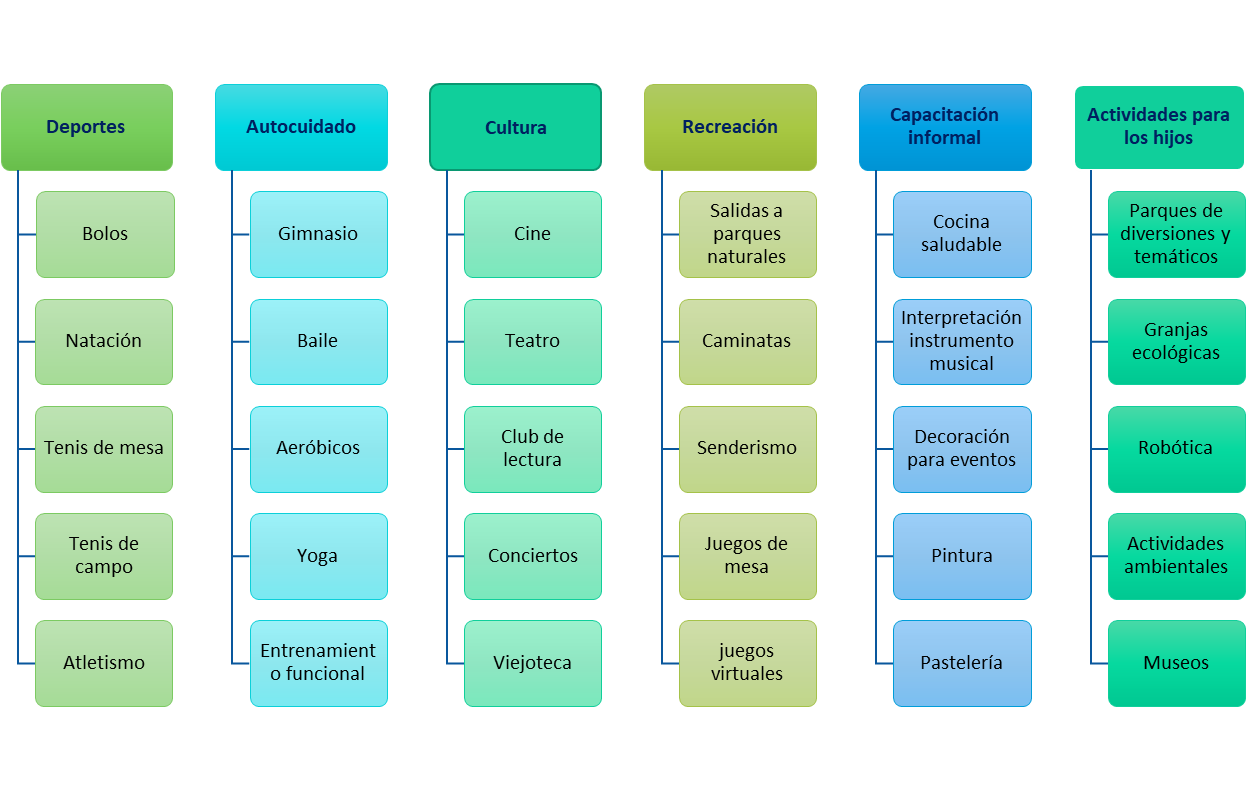 Deportes
Bolos
Natación
Tenis de mesa
Tenis de
campo
Atletismo
Autocuidado
Gimnasio
Baile
Aeróbicos
Yoga
Entrenamient
o funcional
Cultura
Cine
Teatro
Club de
lectura
Conciertos
Viejoteca
Recreación
Salidas a
parques
naturales
Caminatas
Senderismo
Juegos de
mesa
juegos
virtuales
Capacitación
informal
Cocina
saludable
Interpretación
instrumento
musical
Decoración
para eventos
Pintura
Pastelería
Actividades para
los hijos
Parques de
diversiones y
temáticos
Granjas
ecológicas
Robótica
Actividades
ambientales
Museos